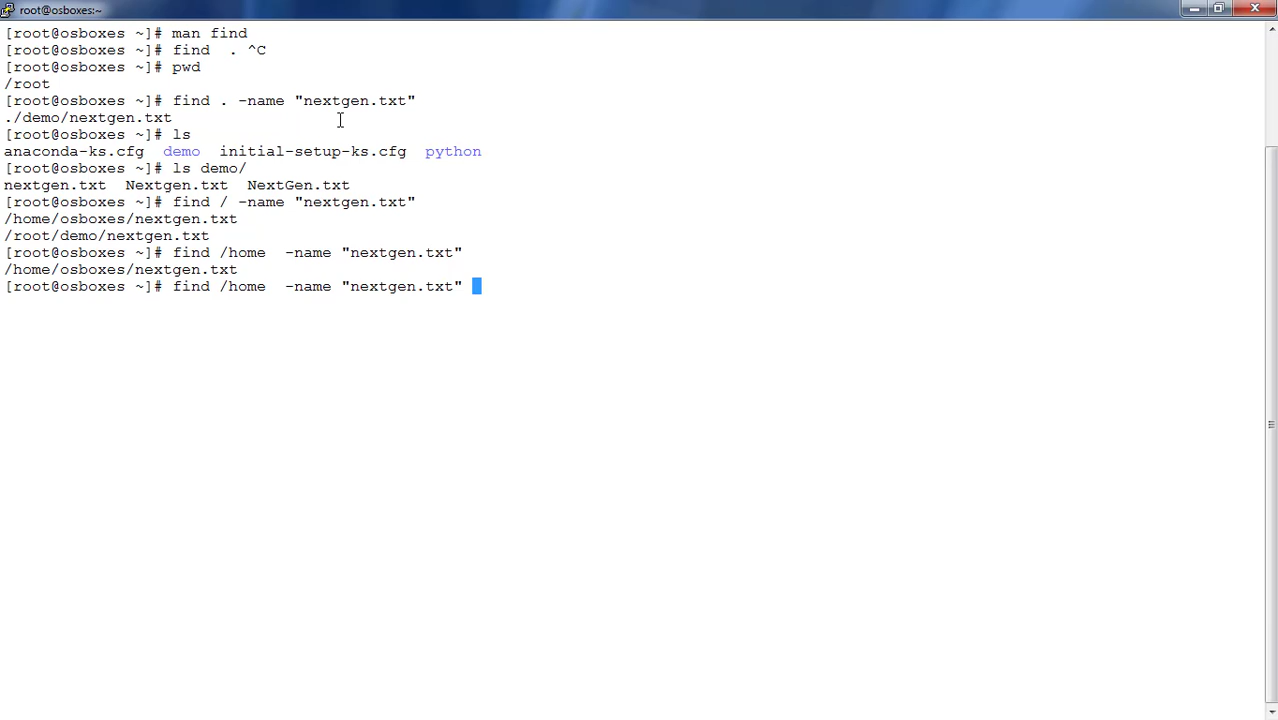 root@osboxes:~
[root@osboxes ~]# man find
[root@osboxes ~]# find  . ^C
[root@osboxes ~]# pwd
/root
[root@osboxes ~]# find . -name "nextgen.txt"
./demo/nextgen.txt
[root@osboxes ~]# ls
anaconda-ks.cfg  demo  initial-setup-ks.cfg  python
[root@osboxes ~]# ls demo/
nextgen.txt  Nextgen.txt  NextGen.txt
[root@osboxes ~]# find / -name "nextgen.txt"
/home/osboxes/nextgen.txt
/root/demo/nextgen.txt
[root@osboxes ~]# find /home  -name "nextgen.txt"
/home/osboxes/nextgen.txt
[root@osboxes ~]# find /home  -name "nextgen.txt"